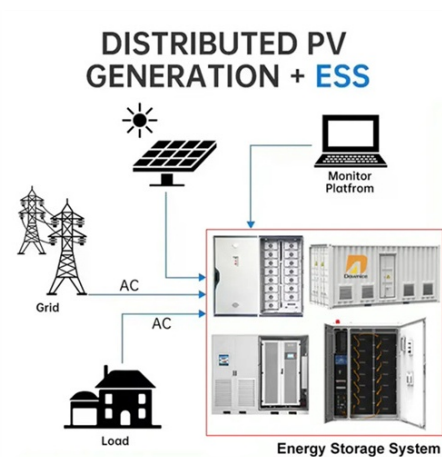 DISTRIBUTED PV
GENERATION + ESS
Monitor
Platfrom
Grid
AC
AC
Load
Energy Storage System